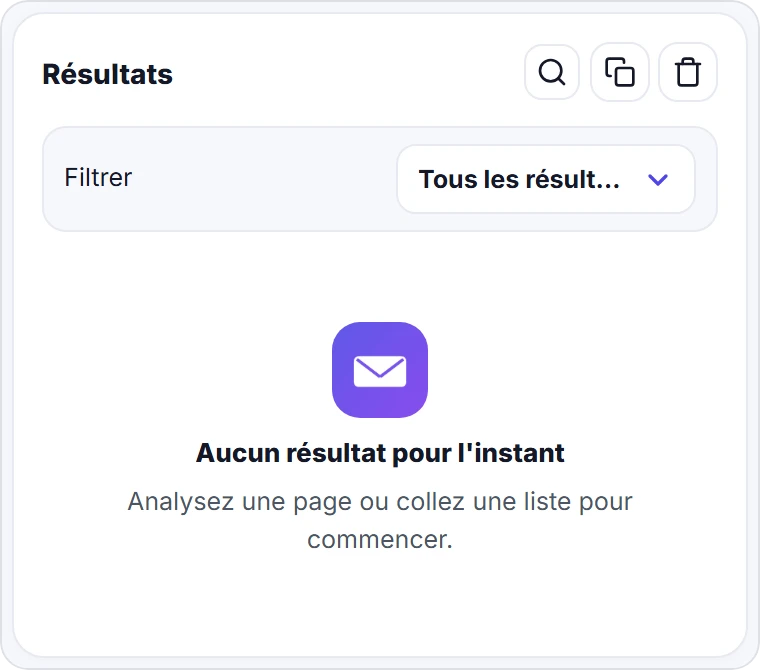 Résultats
Filtrer
Tous les résult...
Aucun résultat pour l'instant
Analysez une page ou collez une liste pour
commencer.